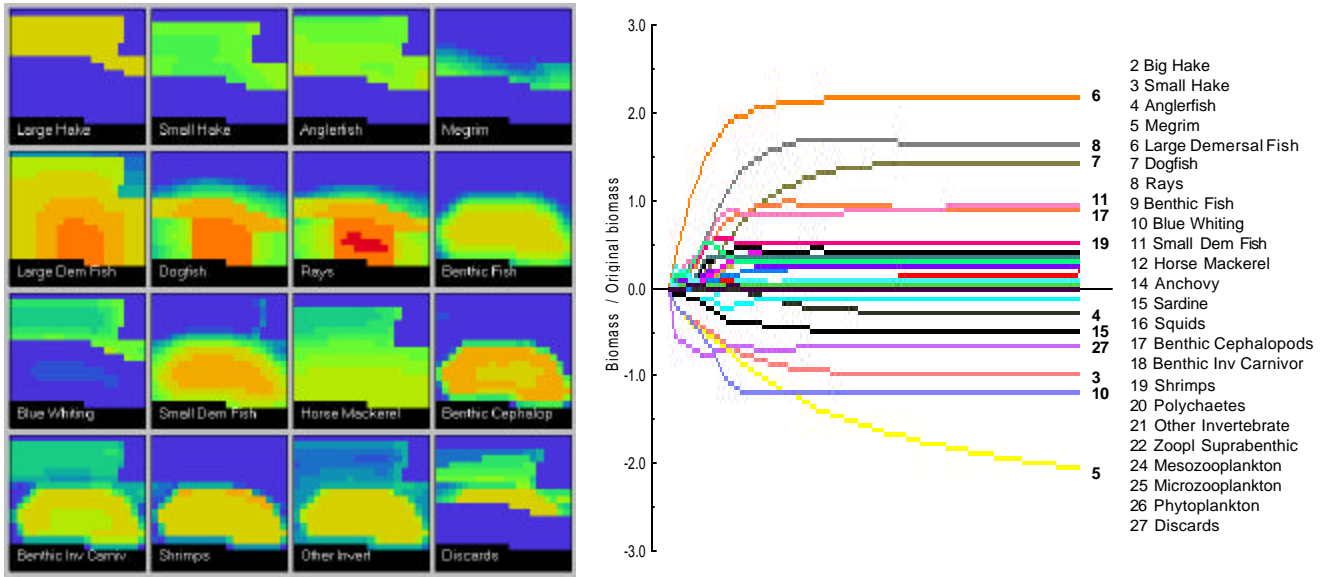 Large Hake
Small Hake
Anglerfish
Megrim
Large Dem Fish
Dogfish
Rays
Benthic Fish
Blue Whiting
Small Dem Fish
Horse Mackerel
Benthic Cephalop
Benthic Inv Carniv
Shrimps
Other Invert
Discards
Biomass / Original biomass
3.0
2.0
1.0
0.0
-1.0
-2.0
-3.0
6
8
7
11
17
19
4
15
27
3
10
5
2 Big Hake
3 Small Hake
4 Anglerfish
5 Megrim
6 Large Demersal Fish
7 Dogfish
8 Rays
9 Benthic Fish
10 Blue Whiting
11 Small Dem Fish
12 Horse Mackerel
14 Anchovy
15 Sardine
16 Squids
17 Benthic Cephalopods
18 Benthic Inv Carnivor
19 Shrimps
20 Polychaetes
21 Other Invertebrate
22 Zoopl Suprabenthic
24 Mesozooplankton
25 Microzooplankton
26 Phytoplankton
27 Discards